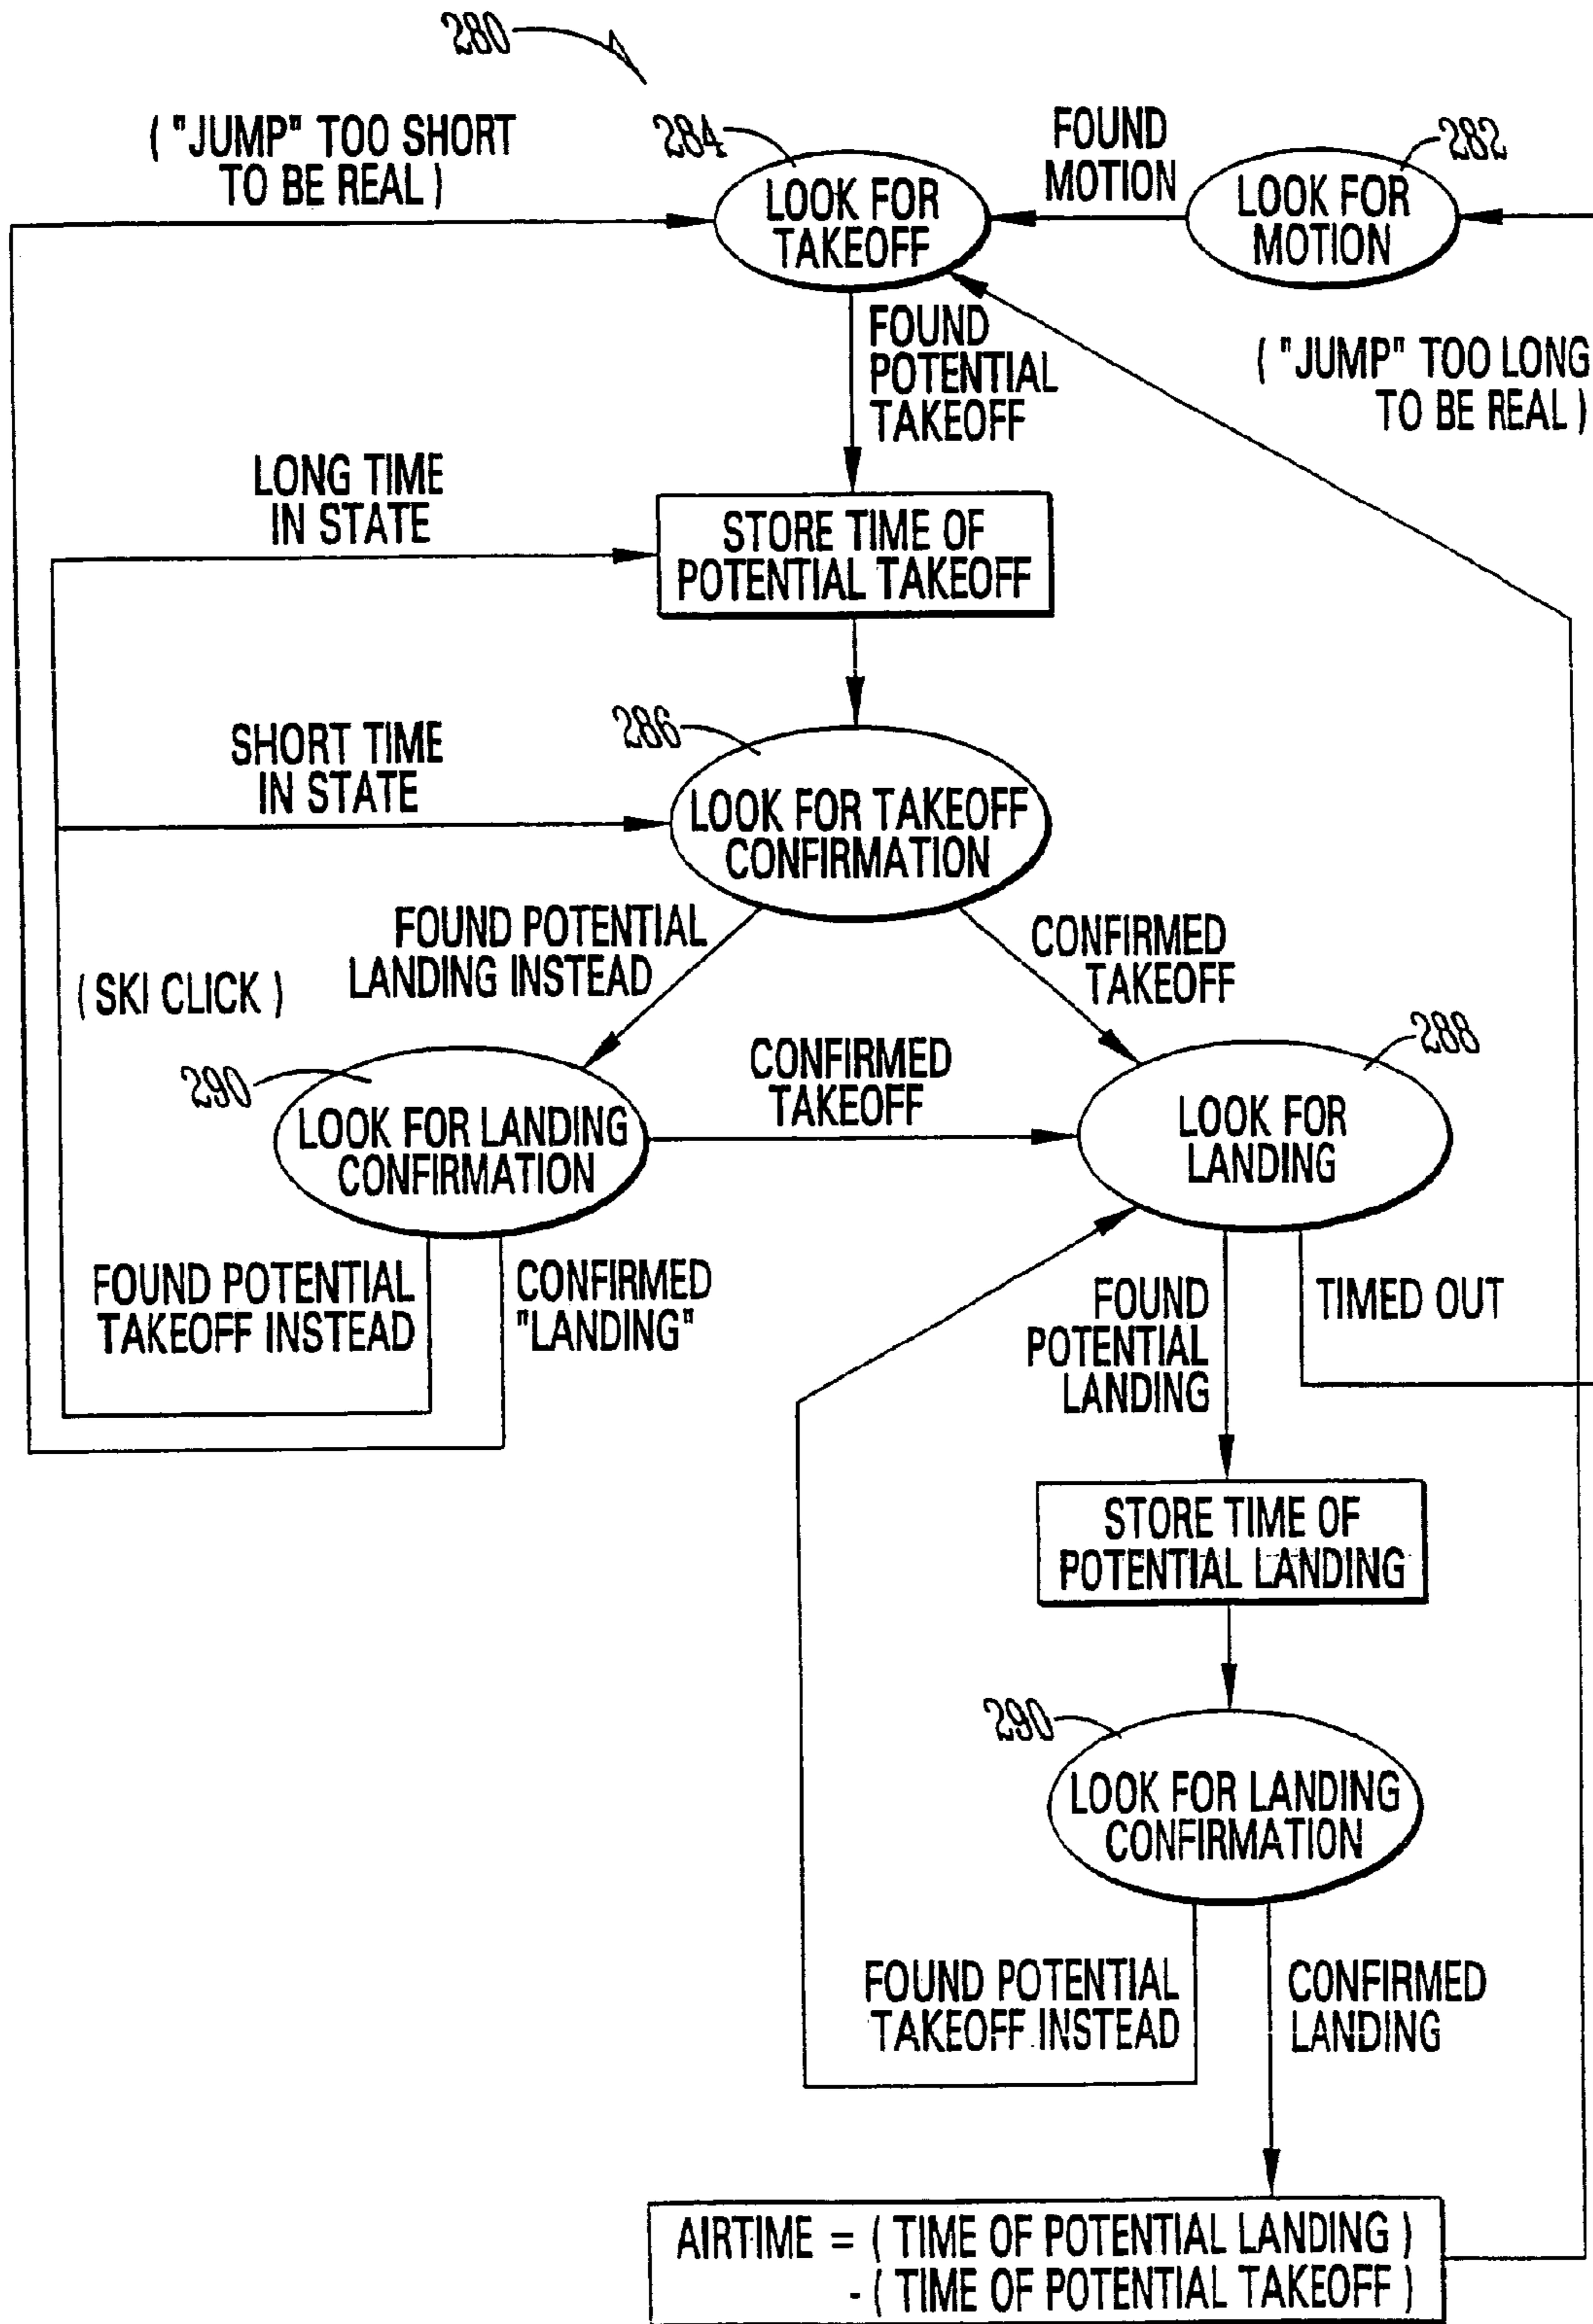 280
( "JUMP" TOO SHORT
TO BE REAL )
284
LOOK FOR
TAKEOFF
FOUND
MOTION
282
LOOK FOR
MOTION
FOUND
POTENTIAL
TAKEOFF
( "JUMP" TOO LONG
TO BE REAL )
LONG TIME
IN STATE
STORE TIME OF
POTENTIAL TAKEOFF
SHORT TIME
IN STATE
286
LOOK FOR TAKEOFF
CONFIRMATION
FOUND POTENTIAL
LANDING INSTEAD
CONFIRMED
TAKEOFF
( SKI CLICK )
290
LOOK FOR LANDING
CONFIRMATION
CONFIRMED
TAKEOFF
288
LOOK FOR
LANDING
FOUND POTENTIAL
TAKEOFF INSTEAD
CONFIRMED
"LANDING"
FOUND
POTENTIAL
LANDING
TIMED OUT
STORE TIME OF
POTENTIAL LANDING
290
LOOK FOR LANDING
CONFIRMATION
FOUND POTENTIAL
TAKEOFF INSTEAD
CONFIRMED
LANDING
AIRTIME = ( TIME OF POTENTIAL LANDING )
- ( TIME OF POTENTIAL TAKEOFF )